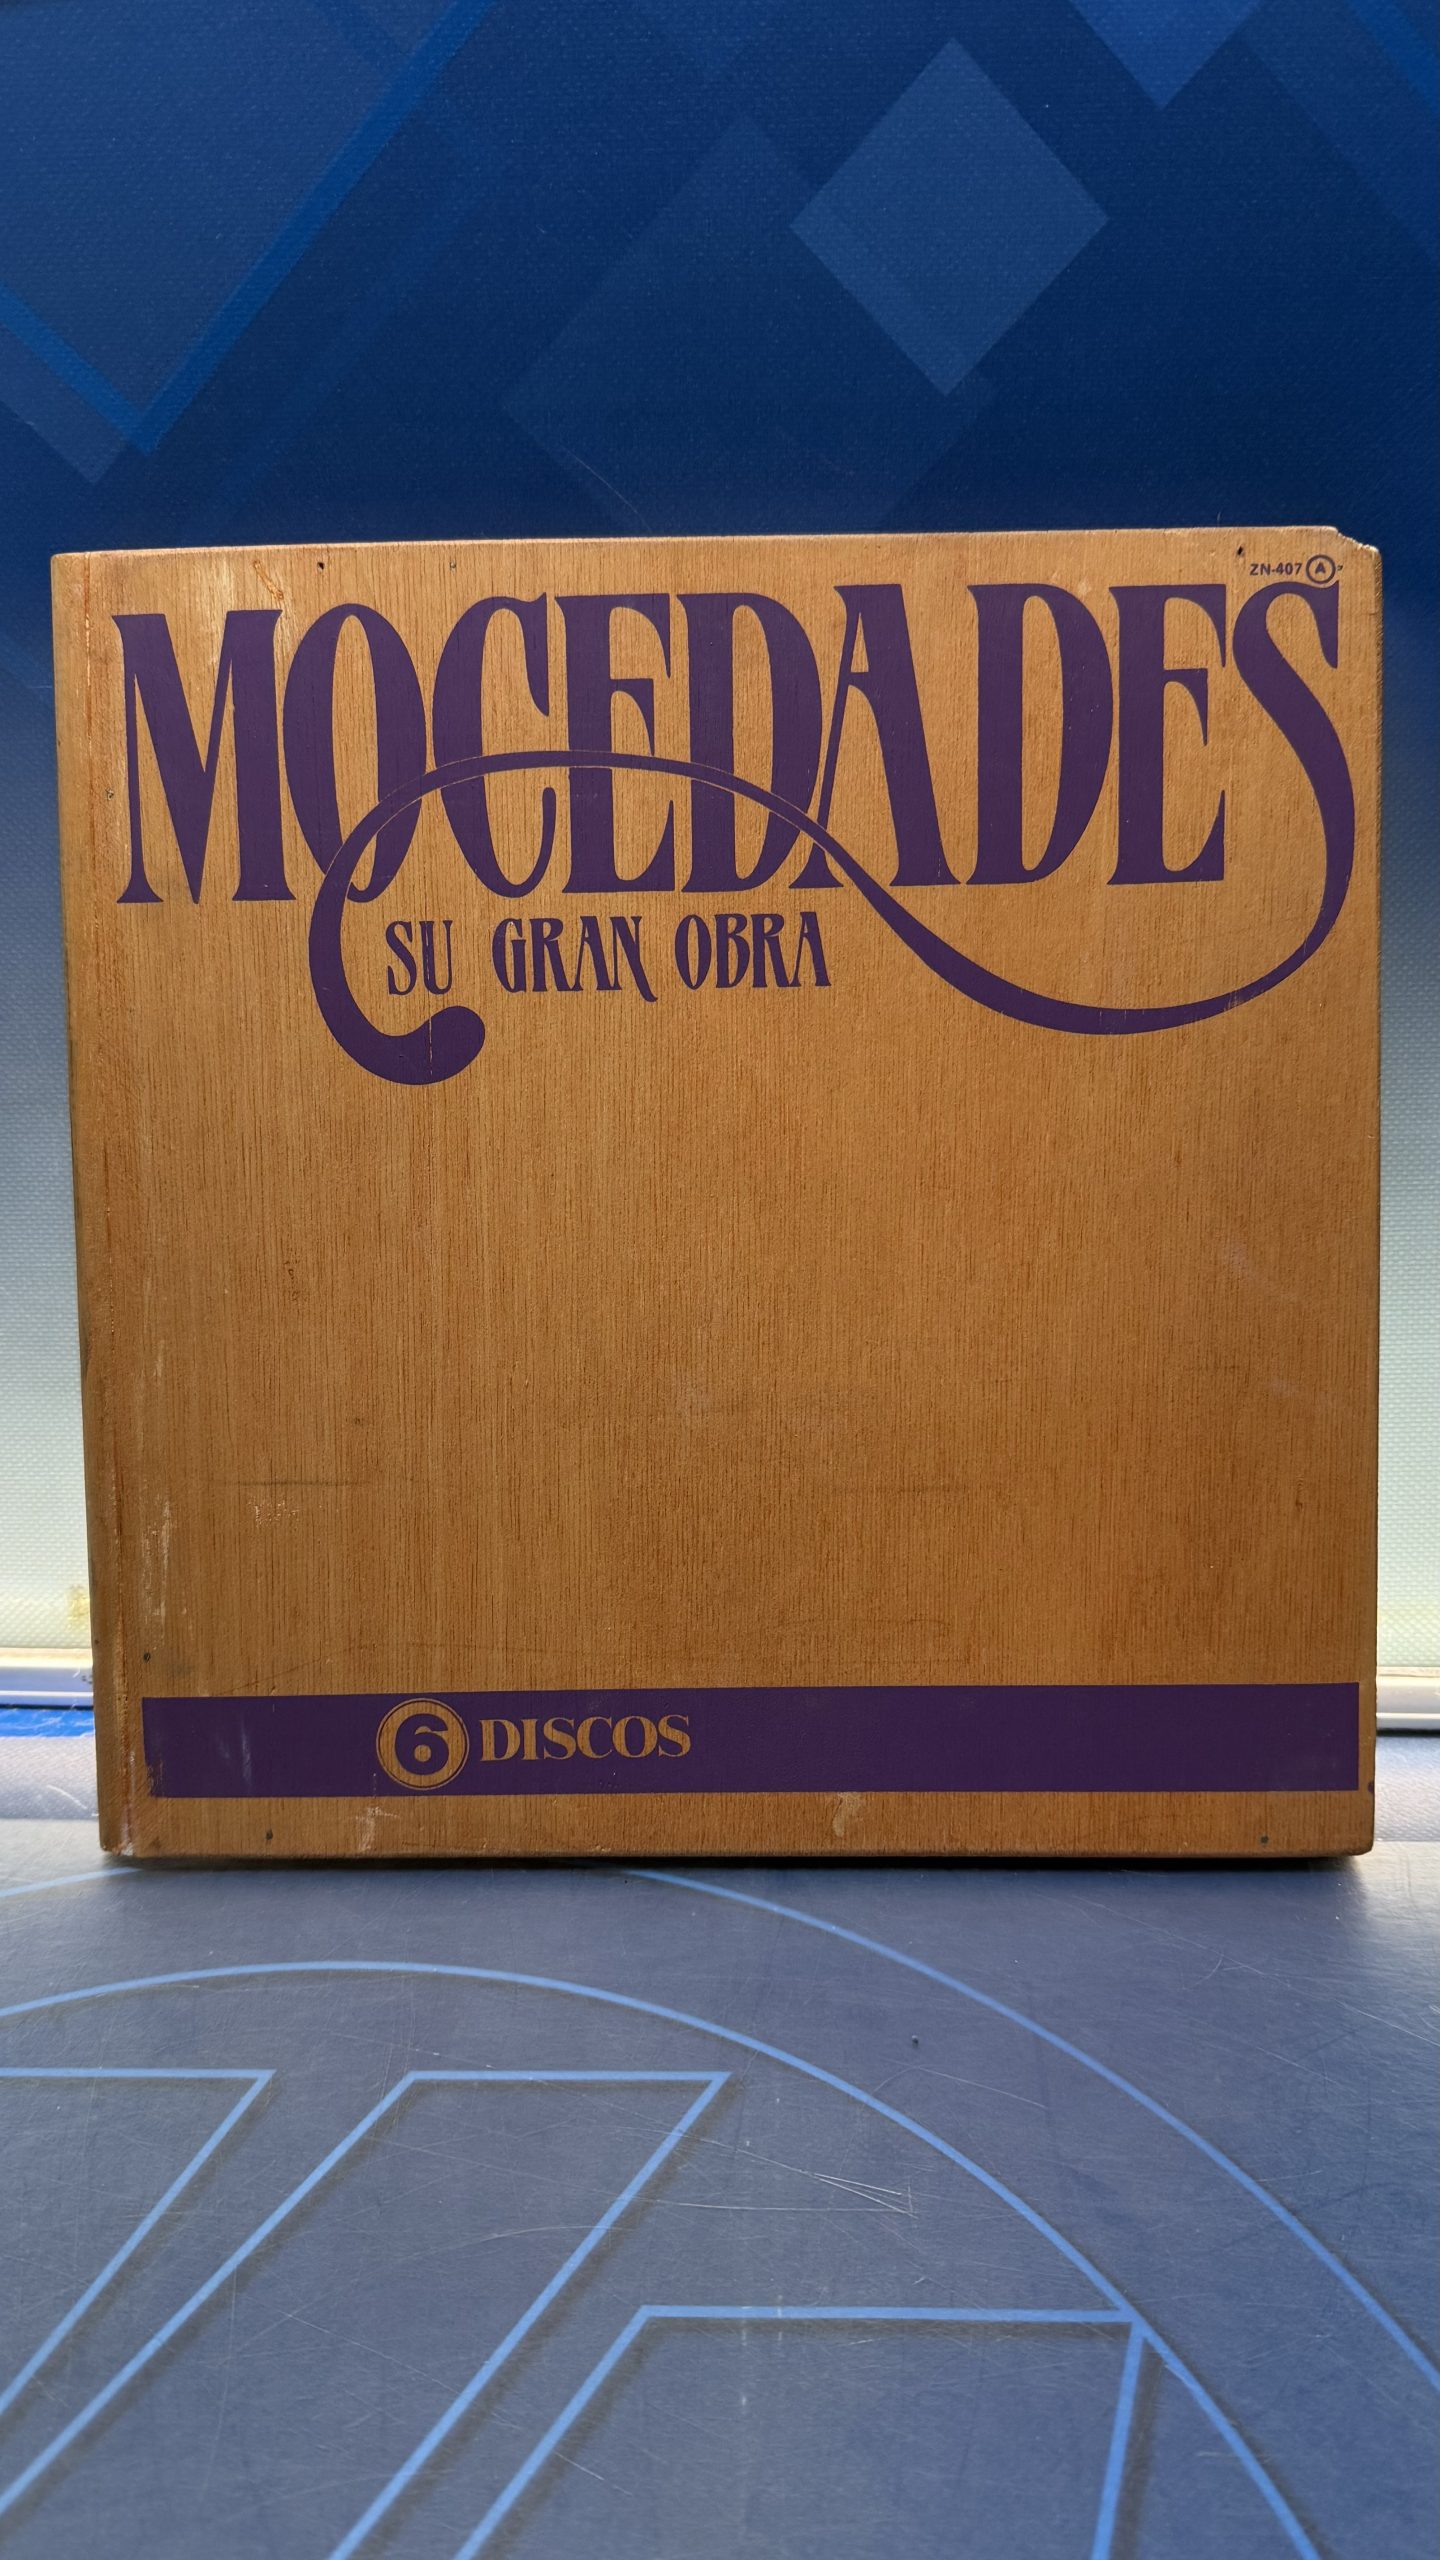 ZN-407 A
MOCEDADES
SU GRAN OBRA
6 DISCOS